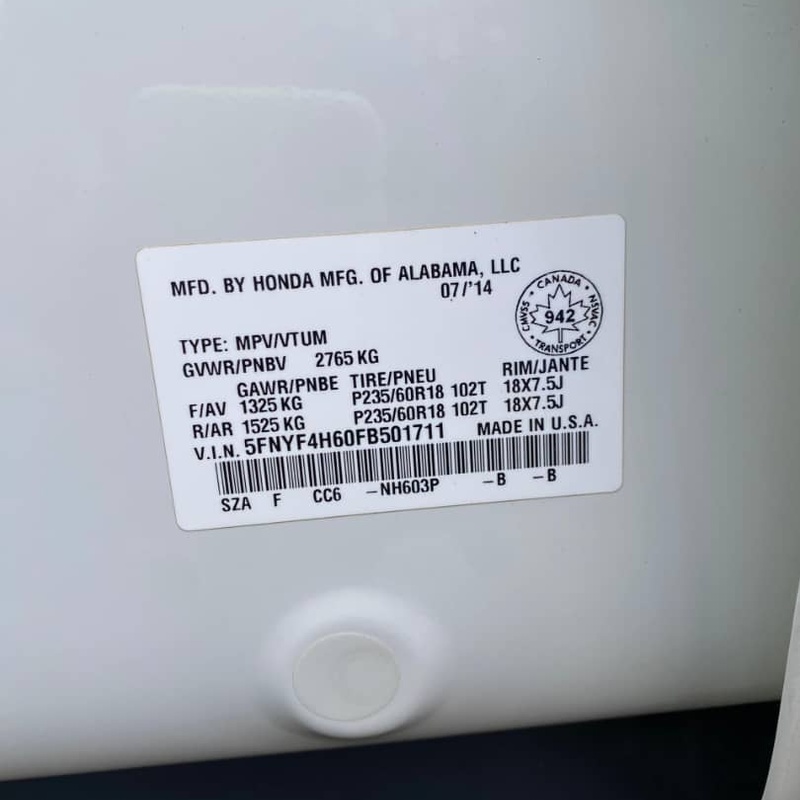 MFD. BY HONDA MFG. OF ALABAMA, LLC
07/'14
CANADA
CMVSS
942
NSVAC
TRANSPORT
TYPE: MPV/VTUM
GVWR/PNBV 2765 KG
GAWR/PNBE TIRE/PNEU RIM/JANTE
F/AV 1325 KG P235/60R18 102T 18X7.5J
R/AR 1525 KG P235/60R18 102T 18X7.5J
V.I.N. 5FNYF4H60FB501711 MADE IN U.S.A.
SZA F CC6 -NH603P -B -B